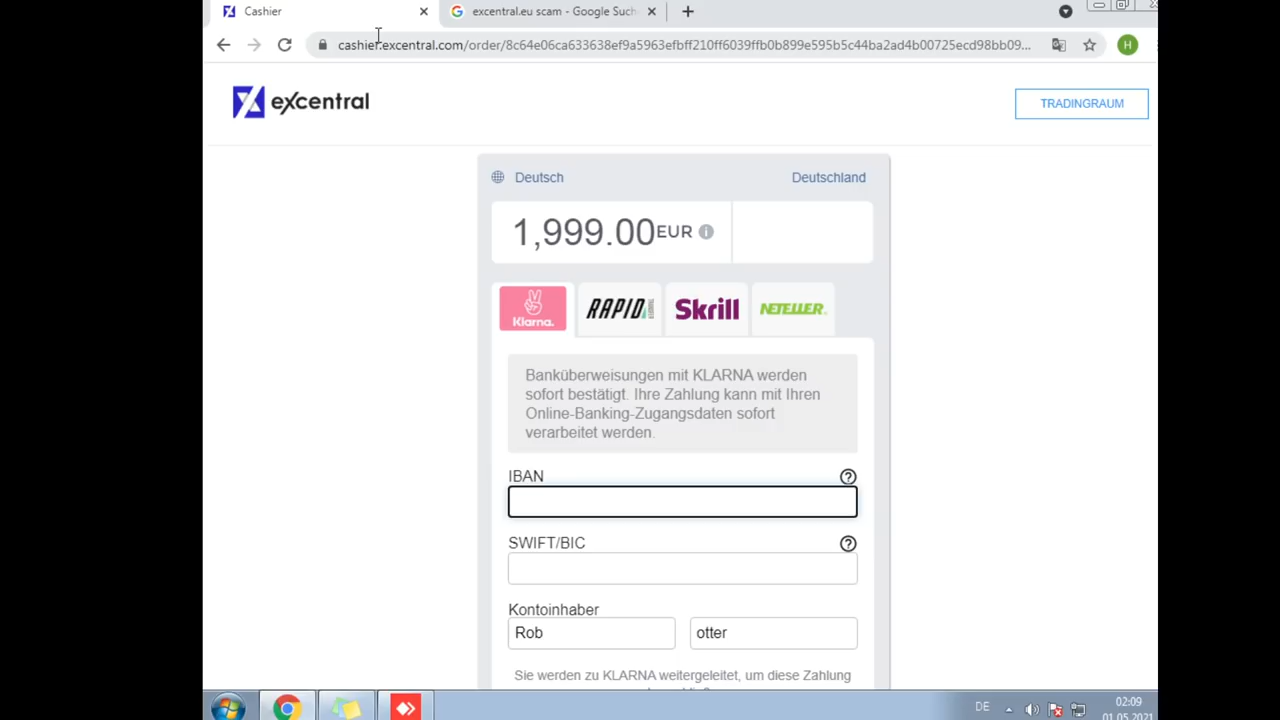 Cashier
excentral.eu scam - Google Such
cashier.excentral.com/order/8c64e06ca633638ef9a5963efbff210ff6039ffb0b899e595b5c44ba2ad4b00725ecd98bb09...
H
excentral
TRADINGRAUM
Deutsch Deutschland
1,999.00EUR
Klarna. RAPID Skrill NETELLER
Banküberweisungen mit KLARNA werden
sofort bestätigt. Ihre Zahlung kann mit Ihren
Online-Banking-Zugangsdaten sofort
verarbeitet werden.
IBAN
SWIFT/BIC
Kontoinhaber
Rob otter
Sie werden zu KLARNA weitergeleitet, um diese Zahlung
DE
02:09
01.05.2021